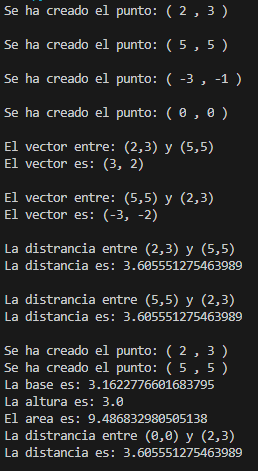 Se ha creado el punto: ( 2 , 3 )
Se ha creado el punto: ( 5 , 5 )
Se ha creado el punto: ( -3 , -1 )
Se ha creado el punto: ( 0 , 0 )
El vector entre: (2,3) y (5,5)
El vector es: (3, 2)
El vector entre: (5,5) y (2,3)
El vector es: (-3, -2)
La distrancia entre (2,3) y (5,5)
La distancia es: 3.605551275463989
La distrancia entre (5,5) y (2,3)
La distancia es: 3.605551275463989
Se ha creado el punto: ( 2 , 3 )
Se ha creado el punto: ( 5 , 5 )
La base es: 3.1622776601683795
La altura es: 3.0
El area es: 9.486832980505138
La distrancia entre (0,0) y (2,3)
La distancia es: 3.605551275463989